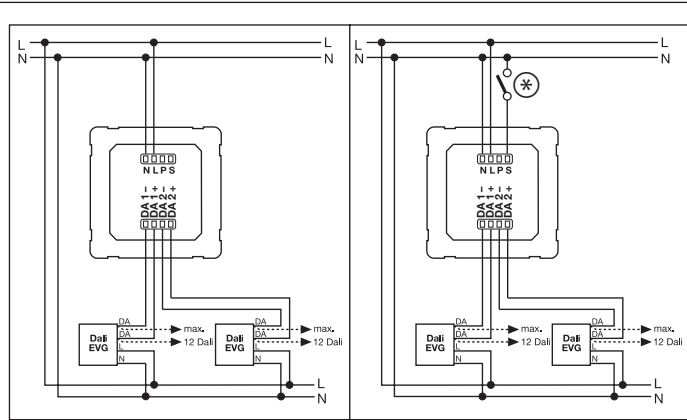 L L
N N
N L P S
DA 1 −
DA 1 +
DA 2 −
DA 2 +
Dali
EVG
DA
DA
L
N
max.
12 Dali
Dali
EVG
DA
DA
L
N
max.
12 Dali
L
N
L L
N N
*
N L P S
DA 1 −
DA 1 +
DA 2 −
DA 2 +
Dali
EVG
DA
DA
L
N
max.
12 Dali
Dali
EVG
DA
DA
L
N
max.
12 Dali
L
N